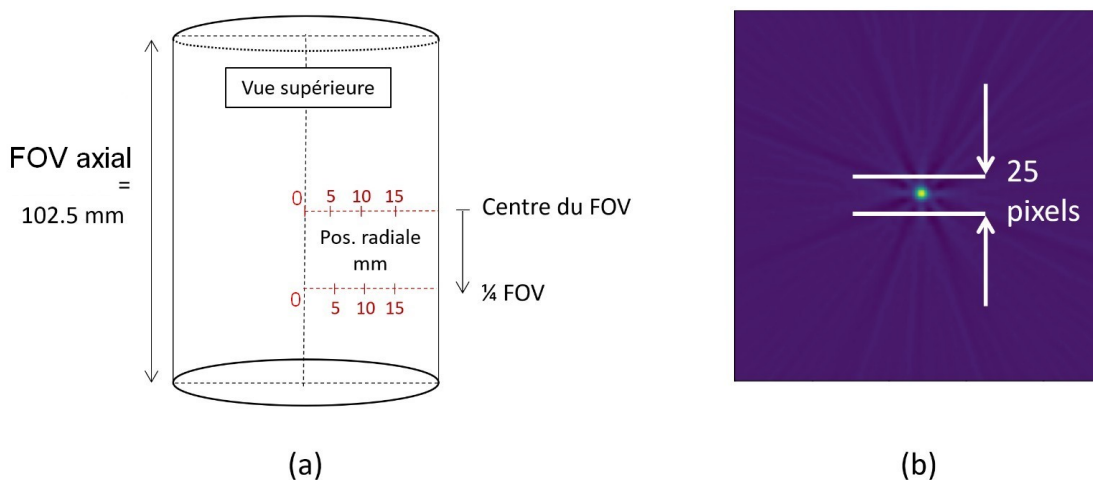 Vue supérieure
FOV axial
=
102.5 mm
0 5 10 15
Centre du FOV
Pos. radiale
mm
¼ FOV
0
5 10 15
(a)
25
pixels
(b)